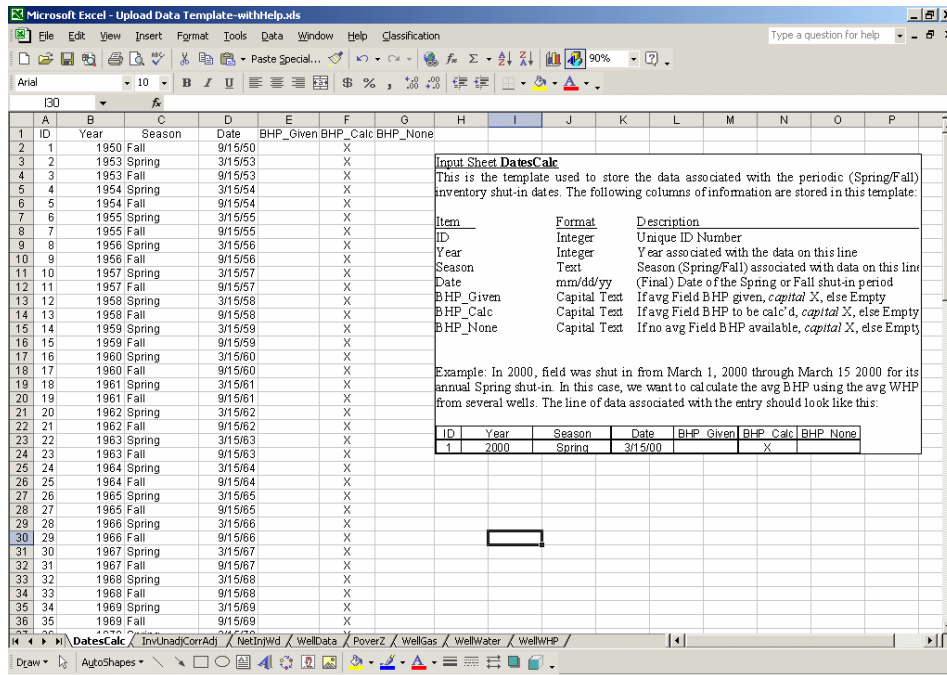 Microsoft Excel - Upload Data Template-withHelp.xls
File Edit View Insert Format Tools Data Window Help Classification
Type a question for help
Paste Special... 90%
Arial 10 B I U $ % ,
I30 fx
A B C D E F G H I J K L M N O P
1 ID Year Season Date BHP_Given BHP_Calc BHP_None
2 1 1950 Fall 9/15/50 X
3 2 1953 Spring 3/15/53 X
4 3 1953 Fall 9/15/53 X
5 4 1954 Spring 3/15/54 X
6 5 1954 Fall 9/15/54 X
7 6 1955 Spring 3/15/55 X
8 7 1955 Fall 9/15/55 X
9 8 1956 Spring 3/15/56 X
10 9 1956 Fall 9/15/56 X
11 10 1957 Spring 3/15/57 X
12 11 1957 Fall 9/15/57 X
13 12 1958 Spring 3/15/58 X
14 13 1958 Fall 9/15/58 X
15 14 1959 Spring 3/15/59 X
16 15 1959 Fall 9/15/59 X
17 16 1960 Spring 3/15/60 X
18 17 1960 Fall 9/15/60 X
19 18 1961 Spring 3/15/61 X
20 19 1961 Fall 9/15/61 X
21 20 1962 Spring 3/15/62 X
22 21 1962 Fall 9/15/62 X
23 22 1963 Spring 3/15/63 X
24 23 1963 Fall 9/15/63 X
25 24 1964 Spring 3/15/64 X
26 25 1964 Fall 9/15/64 X
27 26 1965 Spring 3/15/65 X
28 27 1965 Fall 9/15/65 X
29 28 1966 Spring 3/15/66 X
30 29 1966 Fall 9/15/66 X
31 30 1967 Spring 3/15/67 X
32 31 1967 Fall 9/15/67 X
33 32 1968 Spring 3/15/68 X
34 33 1968 Fall 9/15/68 X
35 34 1969 Spring 3/15/69 X
36 35 1969 Fall 9/15/69 X
Input Sheet DatesCalc
This is the template used to store the data associated with the periodic (Spring/Fall)
inventory shut-in dates. The following columns of information are stored in this template:
Item Format Description
ID Integer Unique ID Number
Year Integer Year associated with the data on this line
Season Text Season (Spring/Fall) associated with data on this line
Date mm/dd/yy (Final) Date of the Spring or Fall shut-in period
BHP_Given Capital Text If avg Field BHP given, capital X, else Empty
BHP_Calc Capital Text If avg Field BHP to be calc'd, capital X, else Empty
BHP_None Capital Text If no avg Field BHP available, capital X, else Empty
Example: In 2000, field was shut in from March 1, 2000 through March 15 2000 for its
annual Spring shut-in. In this case, we want to calculate the avg BHP using the avg WHP
from several wells. The line of data associated with the entry should look like this:
ID Year Season Date BHP_Given BHP_Calc BHP_None
1 2000 Spring 3/15/00 X
DatesCalc InvUnadjCorrAdj NetInjWd WellData PoverZ WellGas WellWater WellWHP
Draw AutoShapes